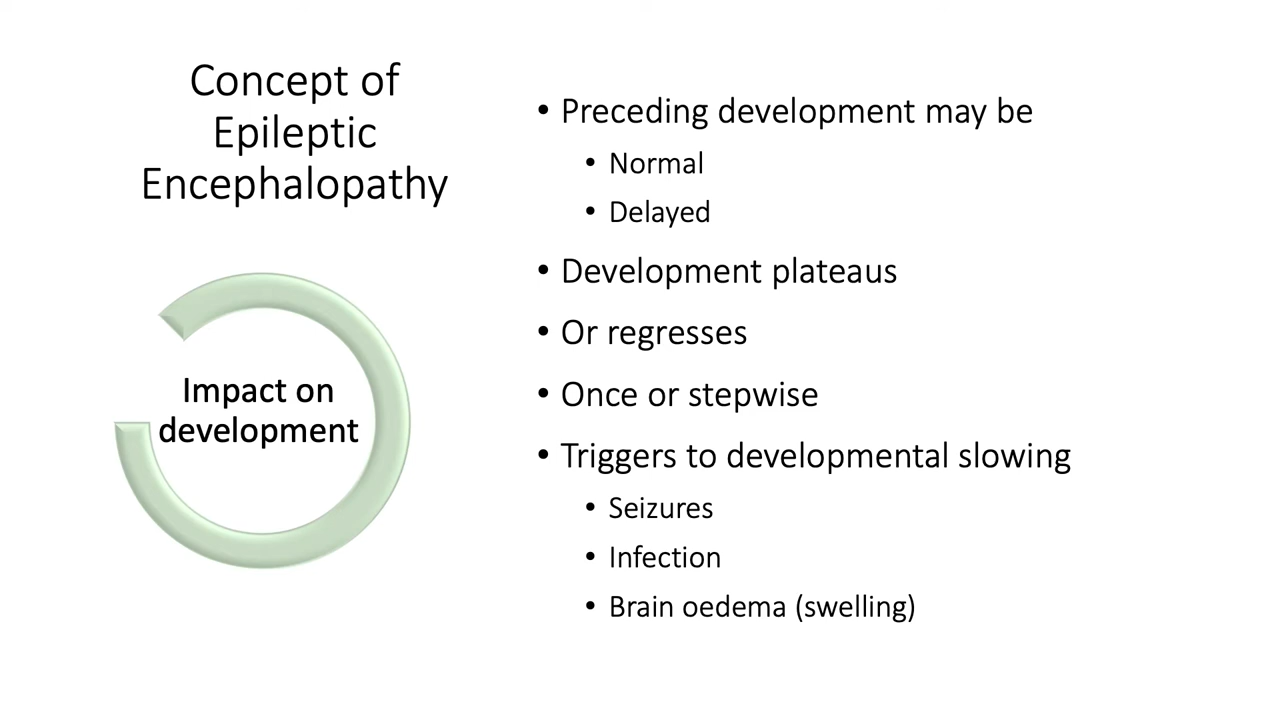 Concept of
Epileptic
Encephalopathy
Impact on
development
• Preceding development may be
• Normal
• Delayed
• Development plateaus
• Or regresses
• Once or stepwise
• Triggers to developmental slowing
• Seizures
• Infection
• Brain oedema (swelling)